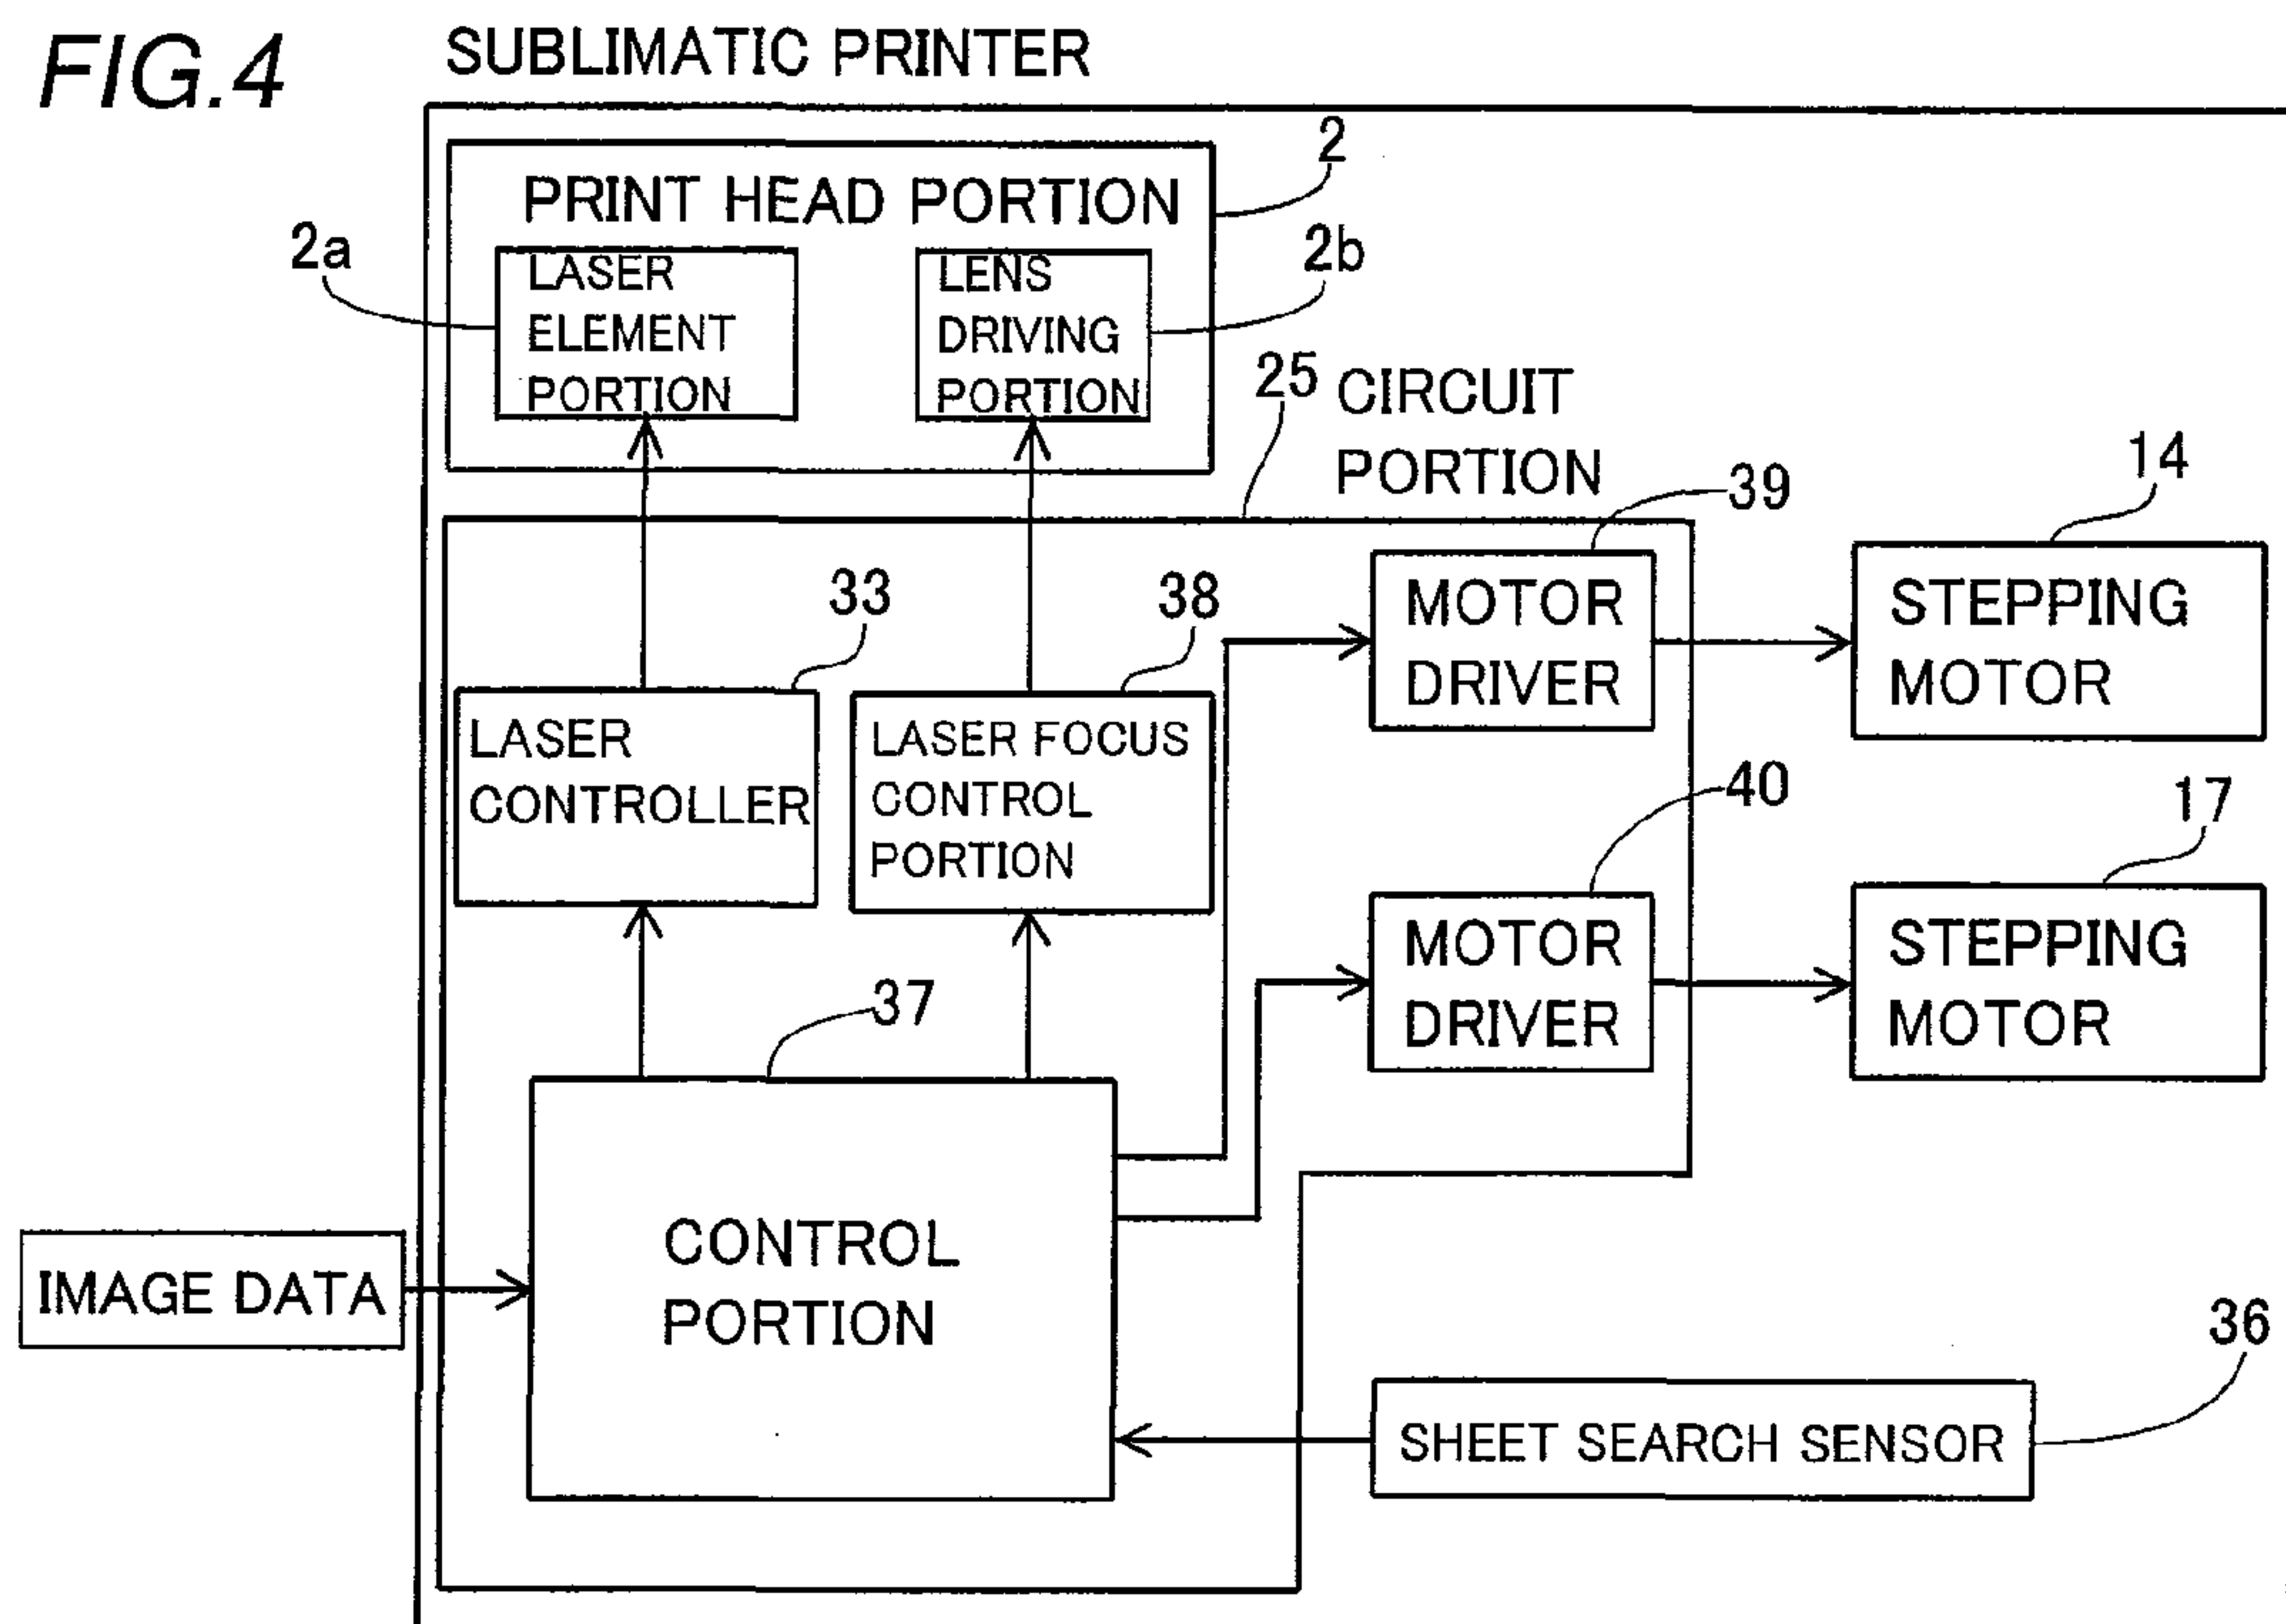 FIG.4
SUBLIMATIC PRINTER
2
PRINT HEAD PORTION
2a
LASER
ELEMENT
PORTION
2b
LENS
DRIVING
PORTION
25
CIRCUIT
PORTION
39
14
33
38
MOTOR
DRIVER
STEPPING
MOTOR
LASER
CONTROLLER
LASER FOCUS
CONTROL
PORTION
40
17
MOTOR
DRIVER
STEPPING
MOTOR
37
CONTROL
PORTION
IMAGE DATA
36
SHEET SEARCH SENSOR